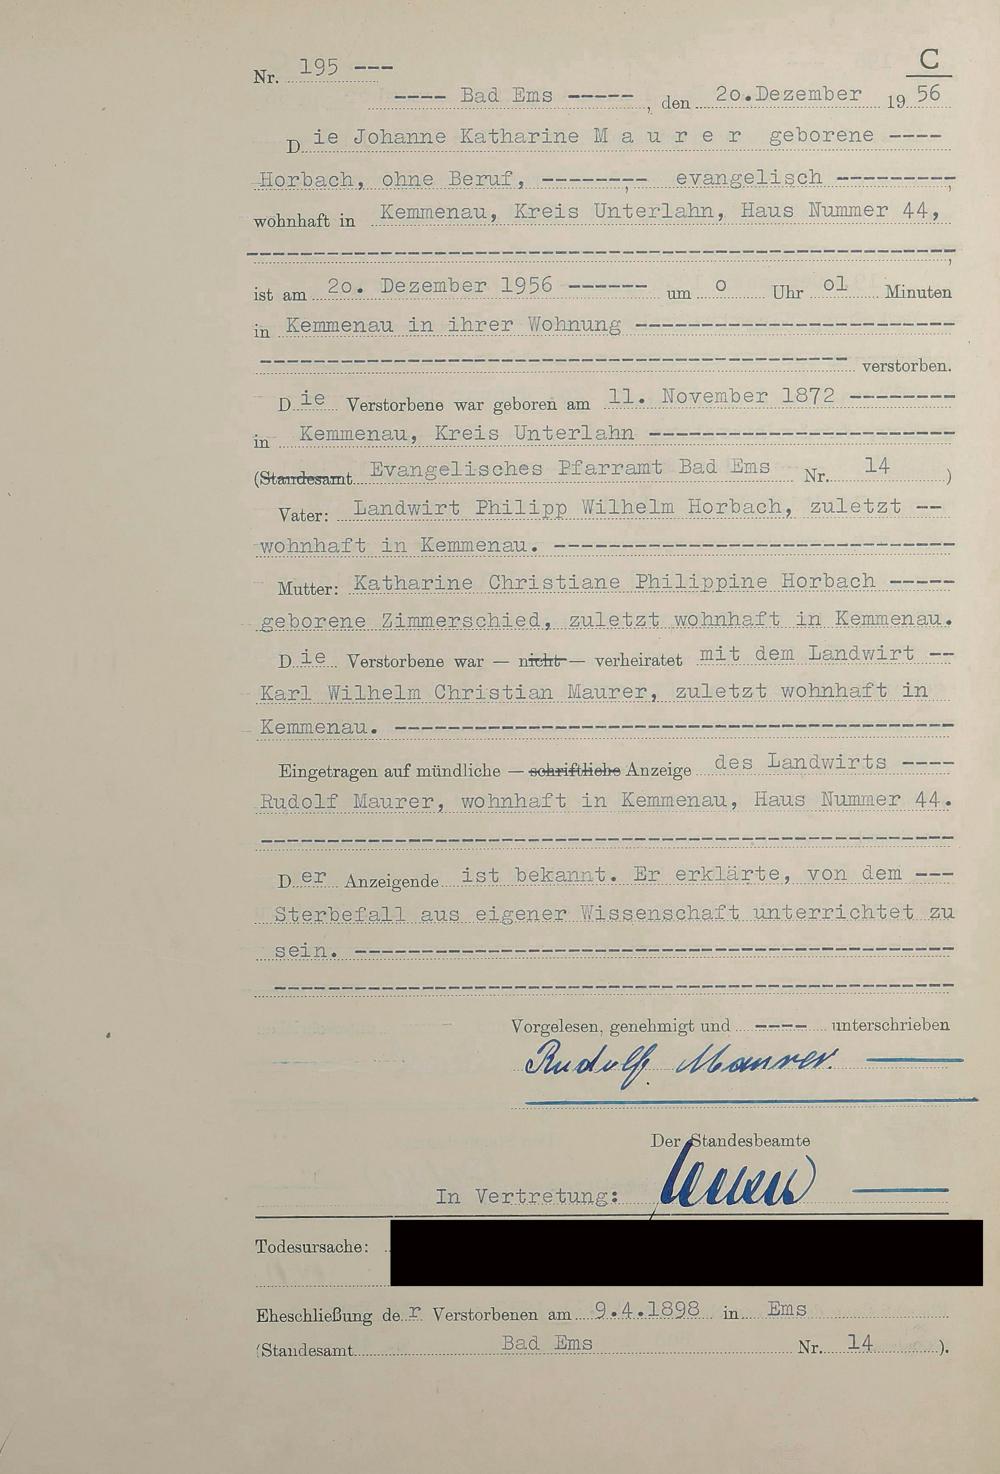 C
Nr. 195 ---
---- Bad Ems -----, den 2o.Dezember 19 56
Die Johanne Katharine M a u r e r geborene ----
Horbach, ohne Beruf, -------, evangelisch ---------,
wohnhaft in Kemmenau, Kreis Unterlahn, Haus Nummer 44,
ist am 2o. Dezember 1956 ------ um o Uhr o1 Minuten
in Kemmenau in ihrer Wohnung ------------------------
-------------------------------------------- verstorben.
Die Verstorbene war geboren am 11. November 1872 --------
in Kemmenau, Kreis Unterlahn -----------------------
(Standesamt Evangelisches Pfarramt Bad Ems Nr. 14 )
Vater: Landwirt Philipp Wilhelm Horbach, zuletzt --
wohnhaft in Kemmenau. ------------------------------
Mutter: Katharine Christiane Philippine Horbach -----
geborene Zimmerschied, zuletzt wohnhaft in Kemmenau.
Die Verstorbene war — nicht — verheiratet mit dem Landwirt --
Karl Wilhelm Christian Maurer, zuletzt wohnhaft in
Kemmenau. ------------------------------------------
Eingetragen auf mündliche — schriftliche Anzeige des Landwirts ----
Rudolf Maurer, wohnhaft in Kemmenau, Haus Nummer 44.
Der Anzeigende ist bekannt. Er erklärte, von dem ---
Sterbefall aus eigener Wissenschaft unterrichtet zu
sein. ---------------------------------------------
Vorgelesen, genehmigt und ---- unterschrieben
Rudolf Maurer.
Der Standesbeamte
In Vertretung:
Todesursache:
Eheschließung der Verstorbenen am 9.4.1898 in Ems
(Standesamt Bad Ems Nr. 14 ).